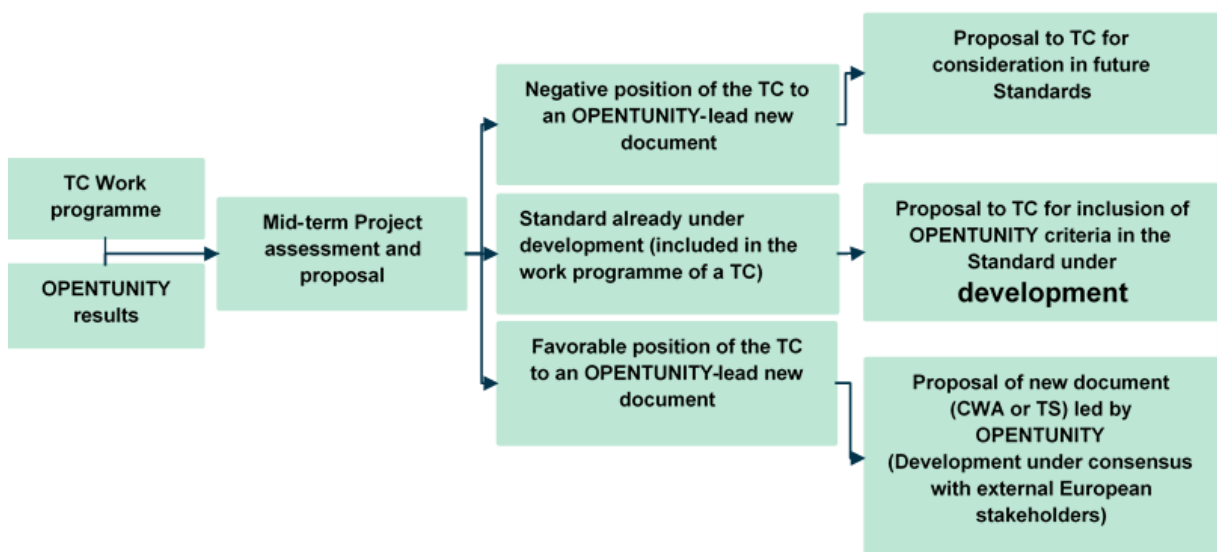 TC Work
programme
OPENTUNITY
results
Mid-term Project
assessment and
proposal
Negative position of the TC to
an OPENTUNITY-lead new
document
Standard already under
development (included in the
work programme of a TC)
Favorable position of the TC
to an OPENTUNITY-lead new
document
Proposal to TC for
consideration in future
Standards
Proposal to TC for inclusion of
OPENTUNITY criteria in the
Standard under
development
Proposal of new document
(CWA or TS) led by
OPENTUNITY
(Development under consensus
with external European
stakeholders)